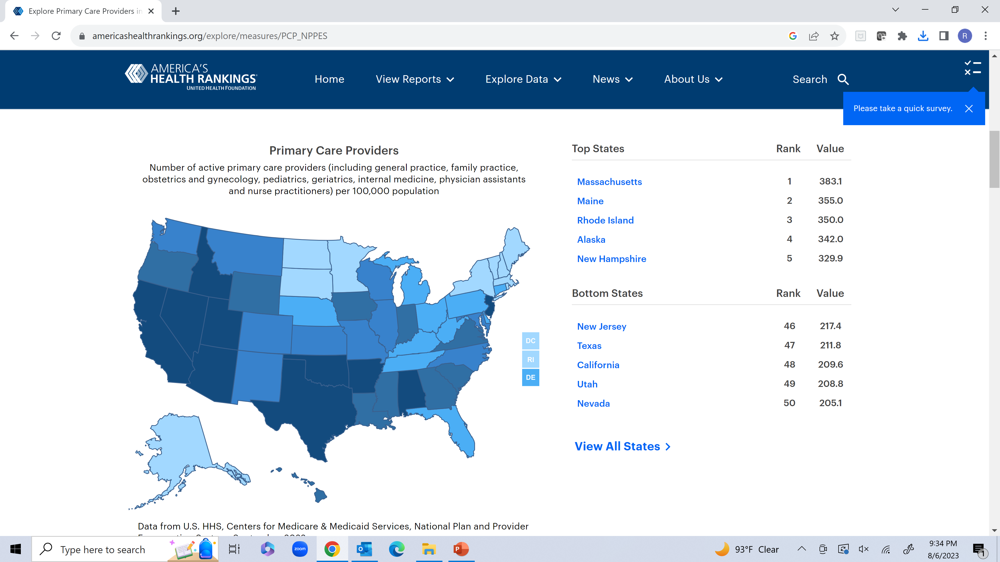 Explore Primary Care Providers in
americashealthrankings.org/explore/measures/PCP_NPPES
R
AMERICA'S
HEALTH RANKINGS®
UNITED HEALTH FOUNDATION
Home
View Reports
Explore Data
News
About Us
Search
Please take a quick survey.
Primary Care Providers
Number of active primary care providers (including general practice, family practice,
obstetrics and gynecology, pediatrics, geriatrics, internal medicine, physician assistants
and nurse practitioners) per 100,000 population
DC
RI
DE
Top States Rank Value
Massachusetts 1 383.1
Maine 2 355.0
Rhode Island 3 350.0
Alaska 4 342.0
New Hampshire 5 329.9
Bottom States Rank Value
New Jersey 46 217.4
Texas 47 211.8
California 48 209.6
Utah 49 208.8
Nevada 50 205.1
View All States >
Data from U.S. HHS, Centers for Medicare & Medicaid Services, National Plan and Provider
Type here to search
zoom
O
P
93°F Clear
9:34 PM
8/6/2023
1